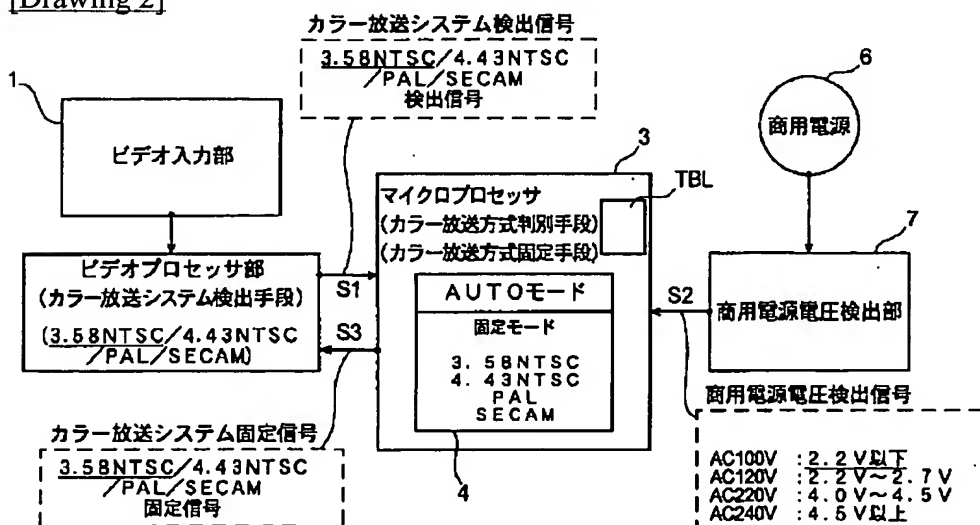 [Drawing 2]
カラー放送システム検出信号
3.58NTSC/4.43NTSC
/PAL/SECAM
検出信号
1
ビデオ入力部
6
商用電源
3
TBL
マイクロプロセッサ
(カラー放送方式判別手段)
(カラー放送方式固定手段)
7
ビデオプロセッサ部
(カラー放送システム検出手段)
(3.58NTSC/4.43NTSC
/PAL/SECAM)
S1
S3
AUTOモード
固定モード
3.58NTSC
4.43NTSC
PAL
SECAM
4
S2
商用電源電圧検出部
商用電源電圧検出信号
AC100V :2.2V以下
AC120V :2.2V~2.7V
AC220V :4.0V~4.5V
AC240V :4.5V以上
カラー放送システム固定信号
3.58NTSC/4.43NTSC
/PAL/SECAM
固定信号